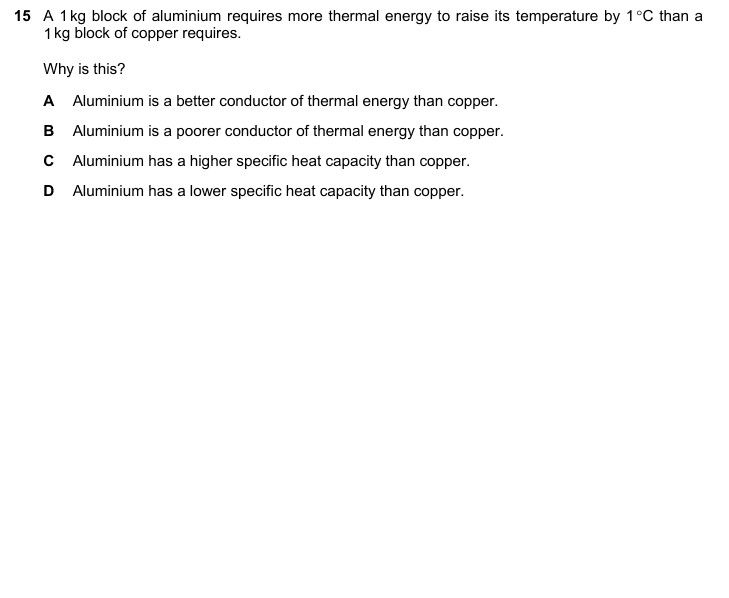 15 A 1 kg block of aluminium requires more thermal energy to raise its temperature by 1 °C than a
1 kg block of copper requires.
Why is this?
A Aluminium is a better conductor of thermal energy than copper.
B Aluminium is a poorer conductor of thermal energy than copper.
C Aluminium has a higher specific heat capacity than copper.
D Aluminium has a lower specific heat capacity than copper.